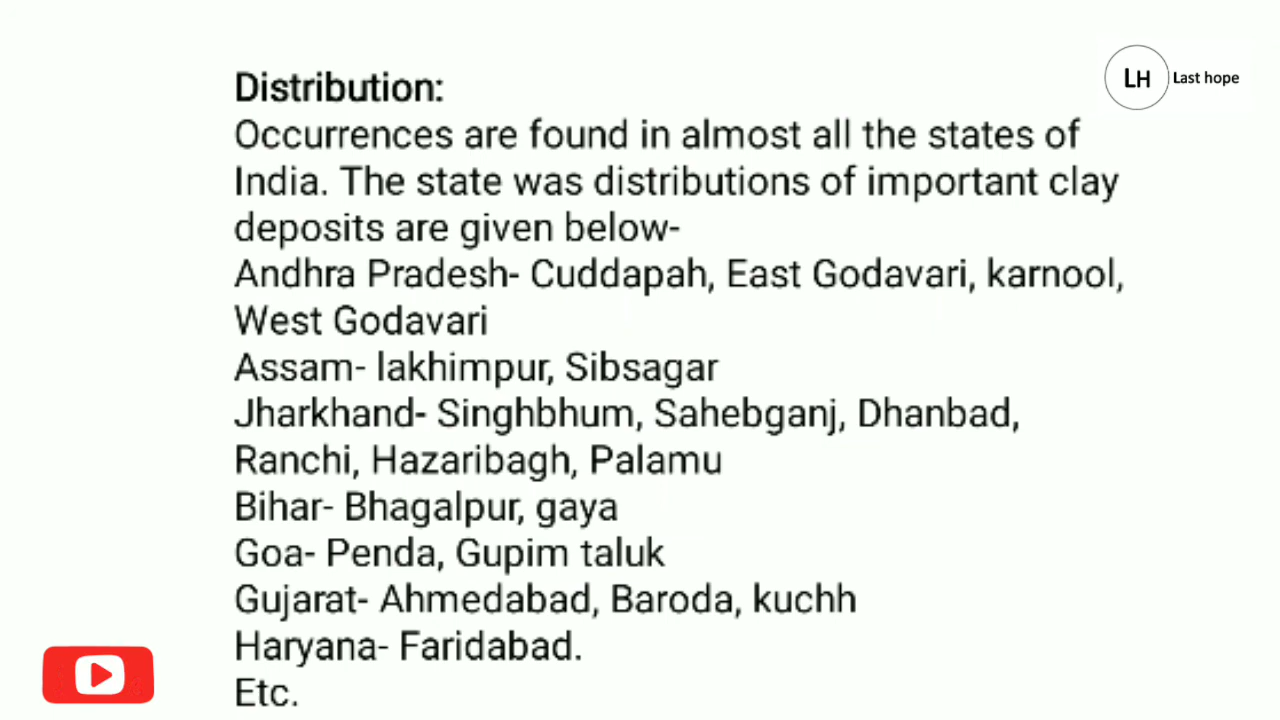 LH Last hope
Distribution:
Occurrences are found in almost all the states of
India. The state was distributions of important clay
deposits are given below-
Andhra Pradesh- Cuddapah, East Godavari, karnool,
West Godavari
Assam- lakhimpur, Sibsagar
Jharkhand- Singhbhum, Sahebganj, Dhanbad,
Ranchi, Hazaribagh, Palamu
Bihar- Bhagalpur, gaya
Goa- Penda, Gupim taluk
Gujarat- Ahmedabad, Baroda, kuchh
Haryana- Faridabad.
Etc.